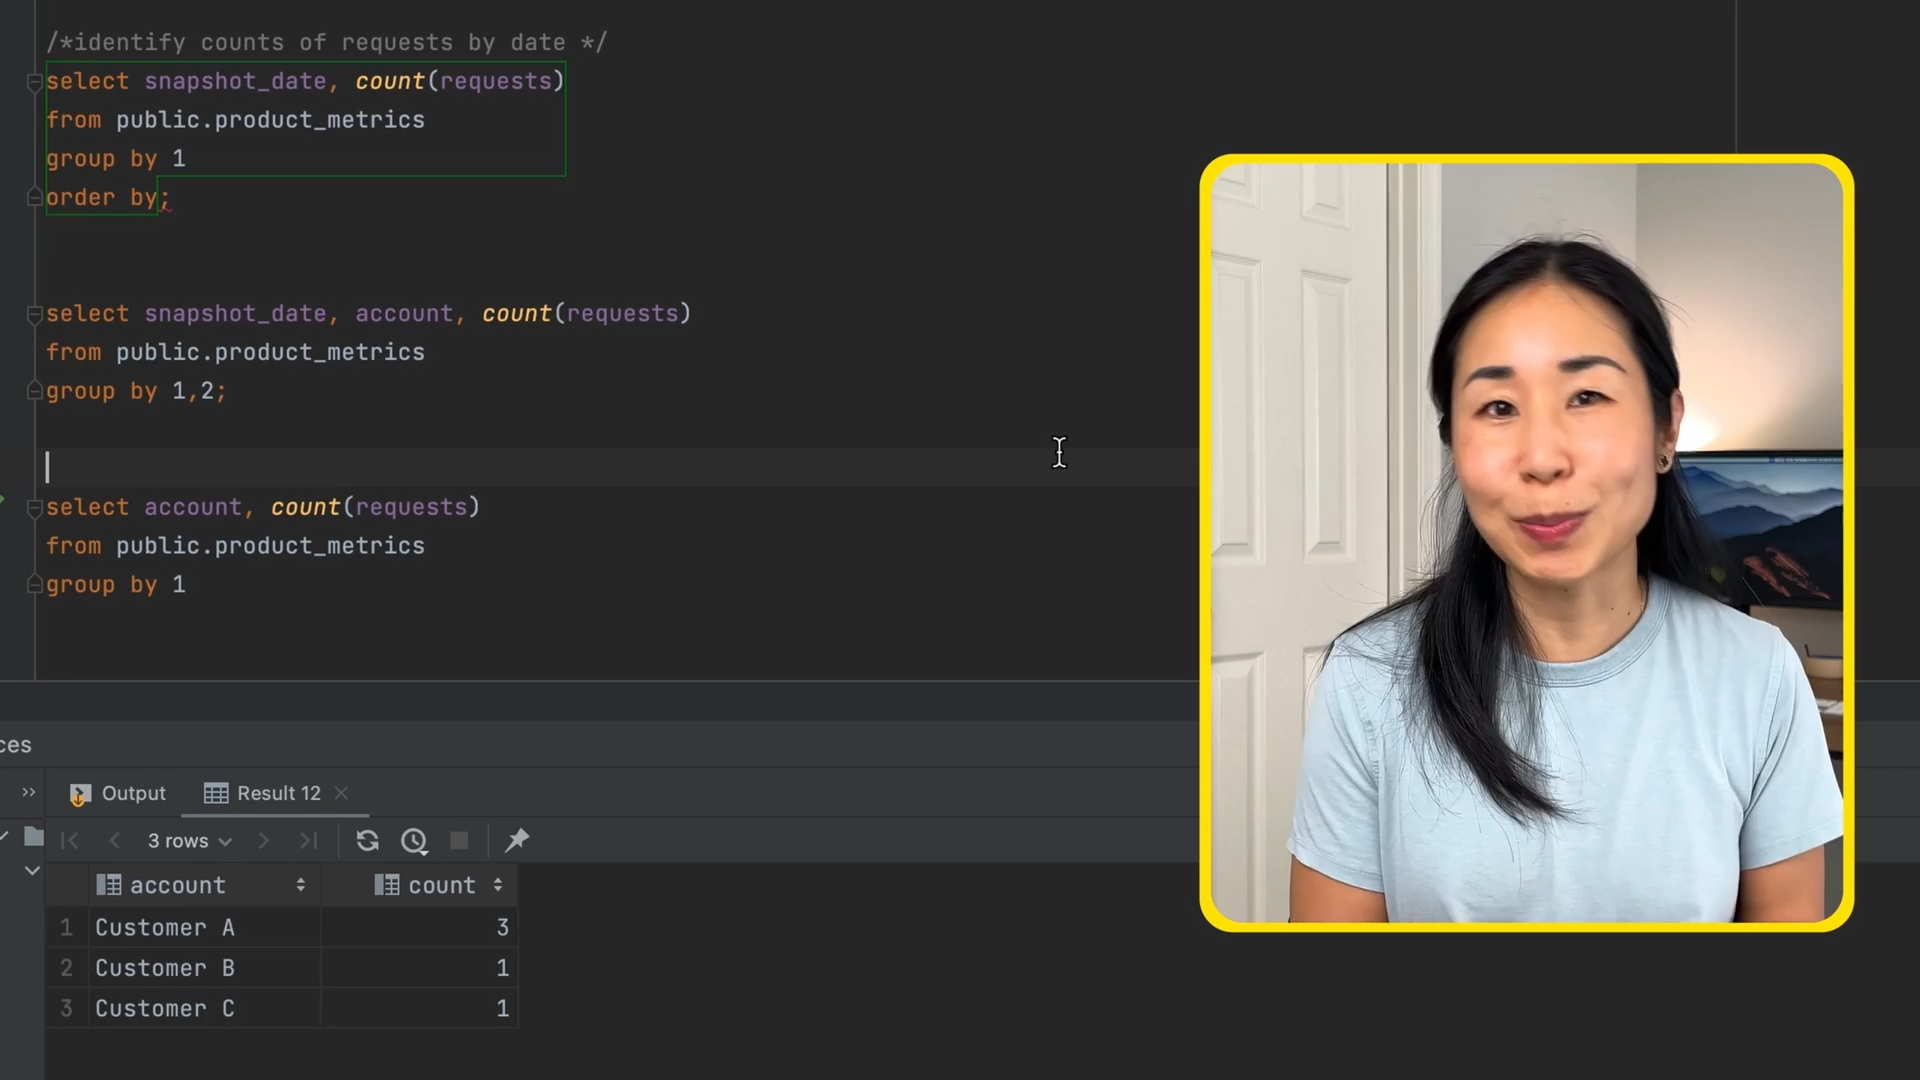 /*identify counts of requests by date */
select snapshot_date, count(requests)
from public.product_metrics
group by 1
order by;
select snapshot_date, account, count(requests)
from public.product_metrics
group by 1,2;
select account, count(requests)
from public.product_metrics
group by 1
ces
Output
Result 12
3 rows
account count
1 Customer A 3
2 Customer B 1
3 Customer C 1